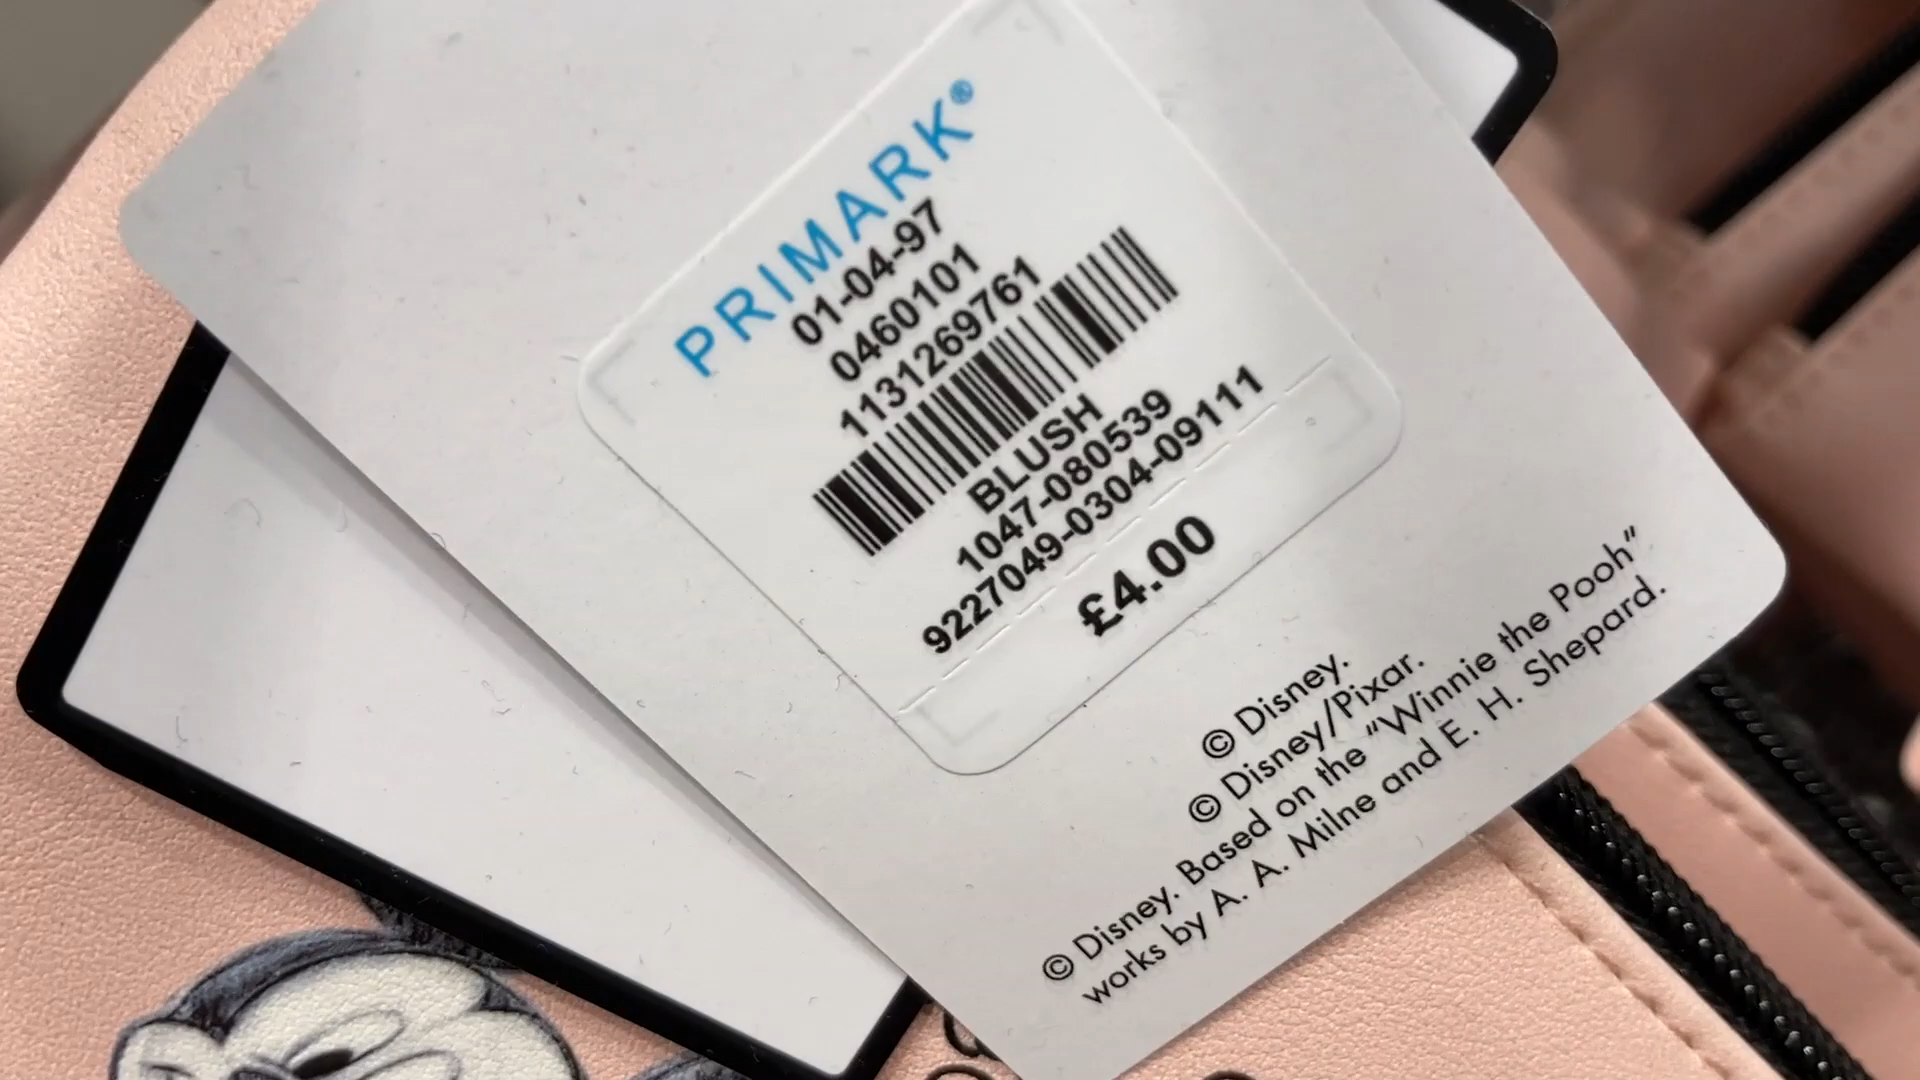 PRIMARK®
01-04-97
0460101
1131269761
BLUSH
1047-080539
9227049-0304-09111
£4.00
© Disney.
© Disney/Pixar.
© Disney. Based on the “Winnie the Pooh”
works by A. A. Milne and E. H. Shepard.